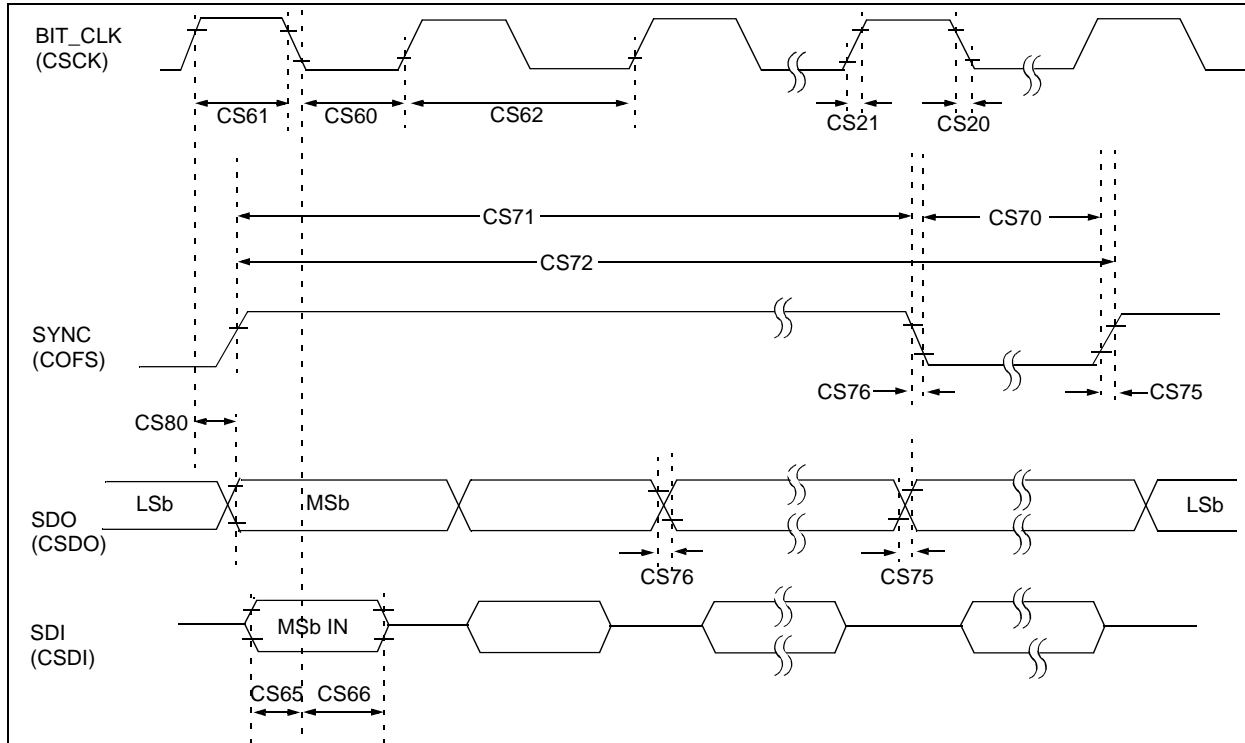 BIT_CLK
(CSCK)
CS61
CS60
CS62
CS21
CS20
CS71
CS70
CS72
SYNC
(COFS)
CS76
CS75
CS80
LSb
MSb
LSb
SDO
(CSDO)
CS76
CS75
MSb IN
SDI
(CSDI)
CS65
CS66